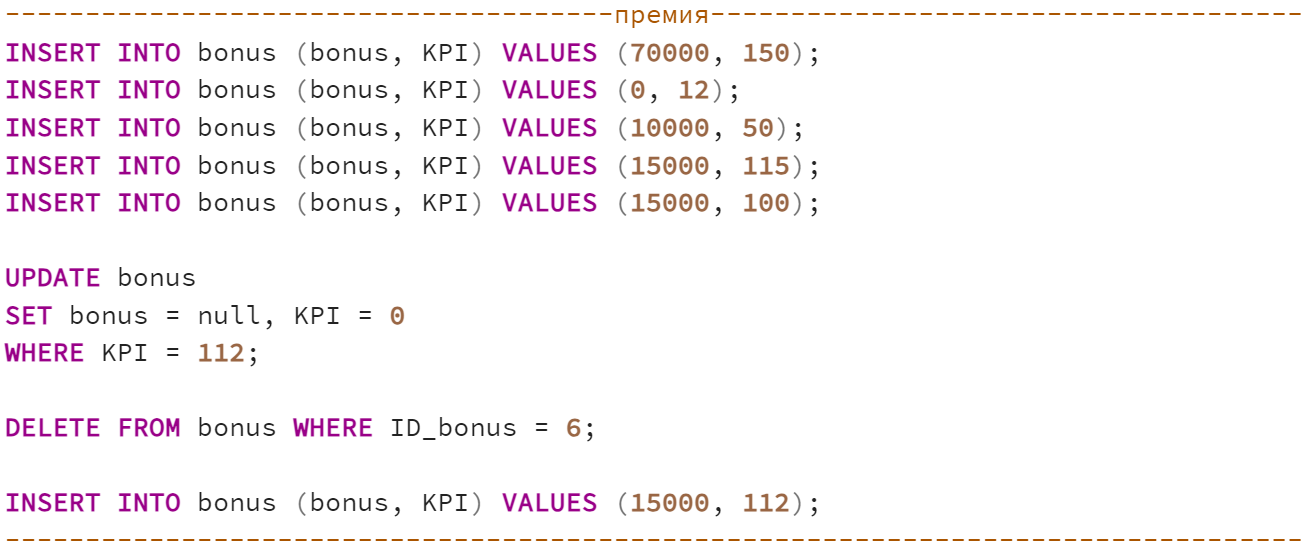 --------------------------------------премия-------------------------------------
INSERT INTO bonus (bonus, KPI) VALUES (70000, 150);
INSERT INTO bonus (bonus, KPI) VALUES (0, 12);
INSERT INTO bonus (bonus, KPI) VALUES (10000, 50);
INSERT INTO bonus (bonus, KPI) VALUES (15000, 115);
INSERT INTO bonus (bonus, KPI) VALUES (15000, 100);
UPDATE bonus
SET bonus = null, KPI = 0
WHERE KPI = 112;
DELETE FROM bonus WHERE ID_bonus = 6;
INSERT INTO bonus (bonus, KPI) VALUES (15000, 112);
---------------------------------------------------------------------------------